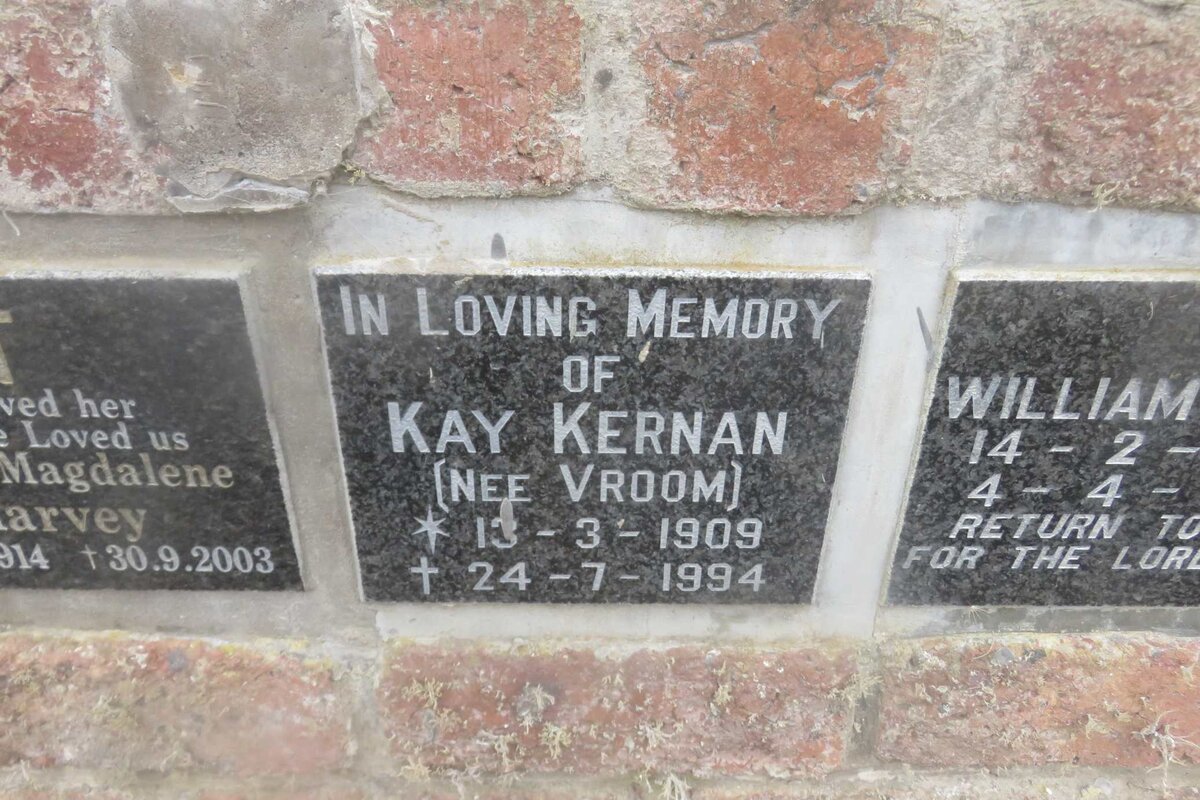 ved her
Loved us
Magdalene
arvey
914 †30.9.2003
IN LOVING MEMORY
OF
KAY KERNAN
(NEE VROOM)
* 13 - 3 - 1909
† 24 - 7 - 1994
WILLIAM
14 - 2 -
4 - 4 -
RETURN TO
FOR THE LORD